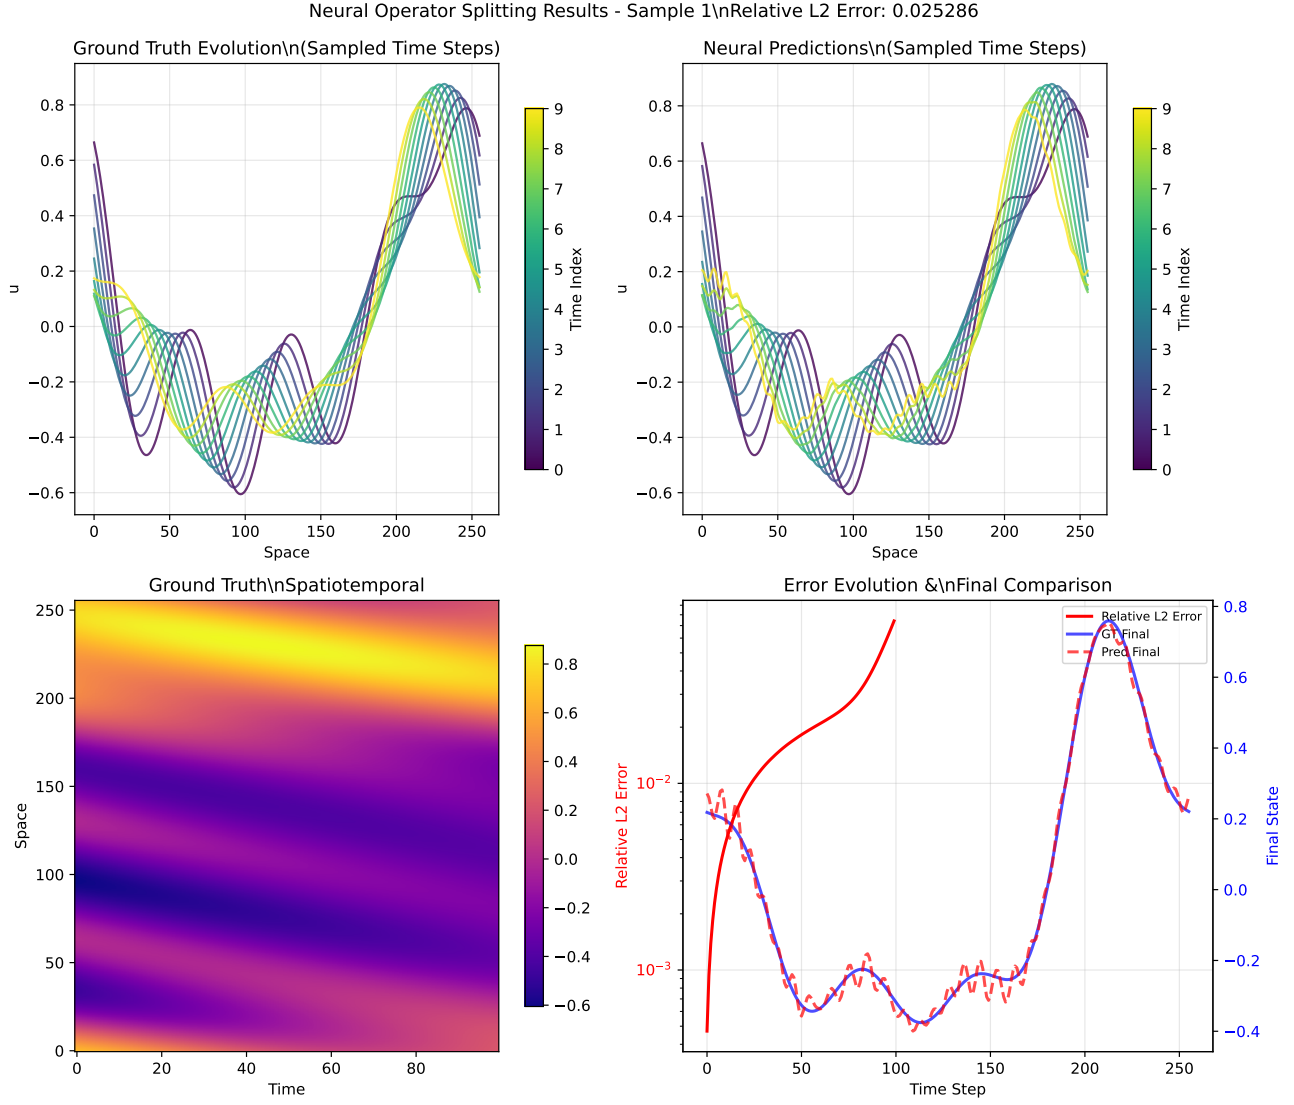 Neural Operator Splitting Results - Sample 1\nRelative L2 Error: 0.025286
Ground Truth Evolution\n(Sampled Time Steps)
0.8
0.6
0.4
0.2
0.0
−0.2
−0.4
−0.6
u
0 50 100 150 200 250
Space
9
8
7
6
5
4
3
2
1
0
Time Index
Neural Predictions\n(Sampled Time Steps)
0.8
0.6
0.4
0.2
0.0
−0.2
−0.4
−0.6
u
0 50 100 150 200 250
Space
9
8
7
6
5
4
3
2
1
0
Time Index
Ground Truth\nSpatiotemporal
250
200
150
100
50
0
Space
0 20 40 60 80
Time
0.8
0.6
0.4
0.2
0.0
−0.2
−0.4
−0.6
Error Evolution &\nFinal Comparison
Relative L2 Error
GT Final
Pred Final
10−2
10−3
Relative L2 Error
0 50 100 150 200 250
Time Step
0.8
0.6
0.4
0.2
0.0
−0.2
−0.4
Final State